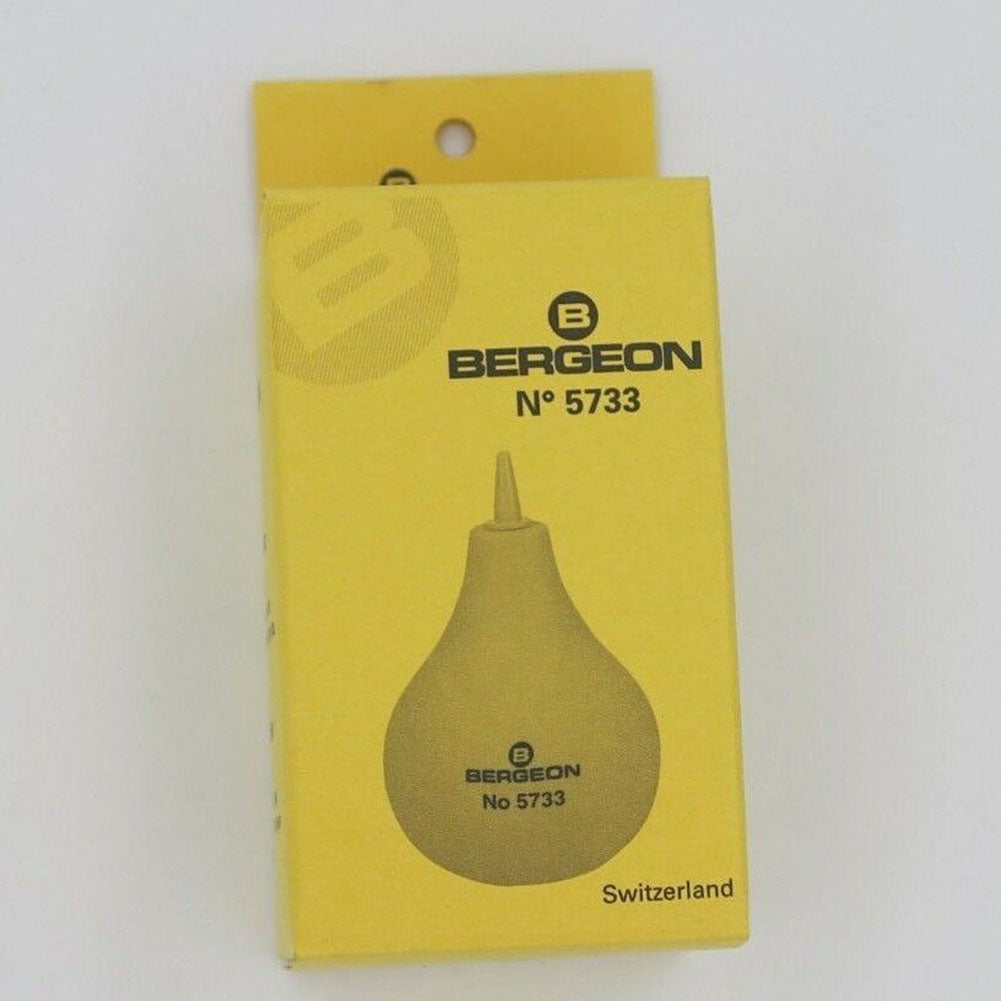 B
B
BERGEON
N° 5733
B
BERGEON
No 5733
Switzerland